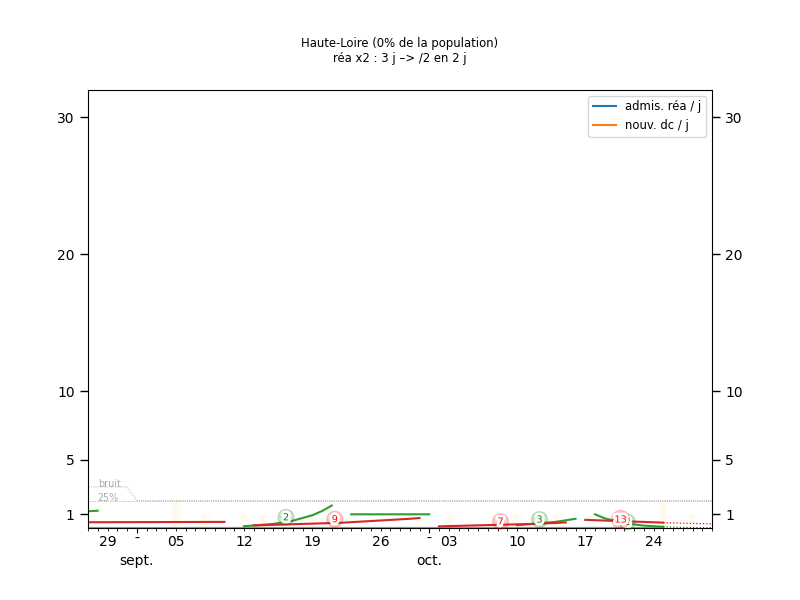 Haute-Loire (0% de la population)
réa x2 : 3 j –> /2 en 2 j
admis. réa / j
nouv. dc / j
30 30
20 20
10 10
5 5
bruit
25%
1 1
2 9 7 3 13
29 - 05 12 19 26 - 03 10 17 24
sept. oct.